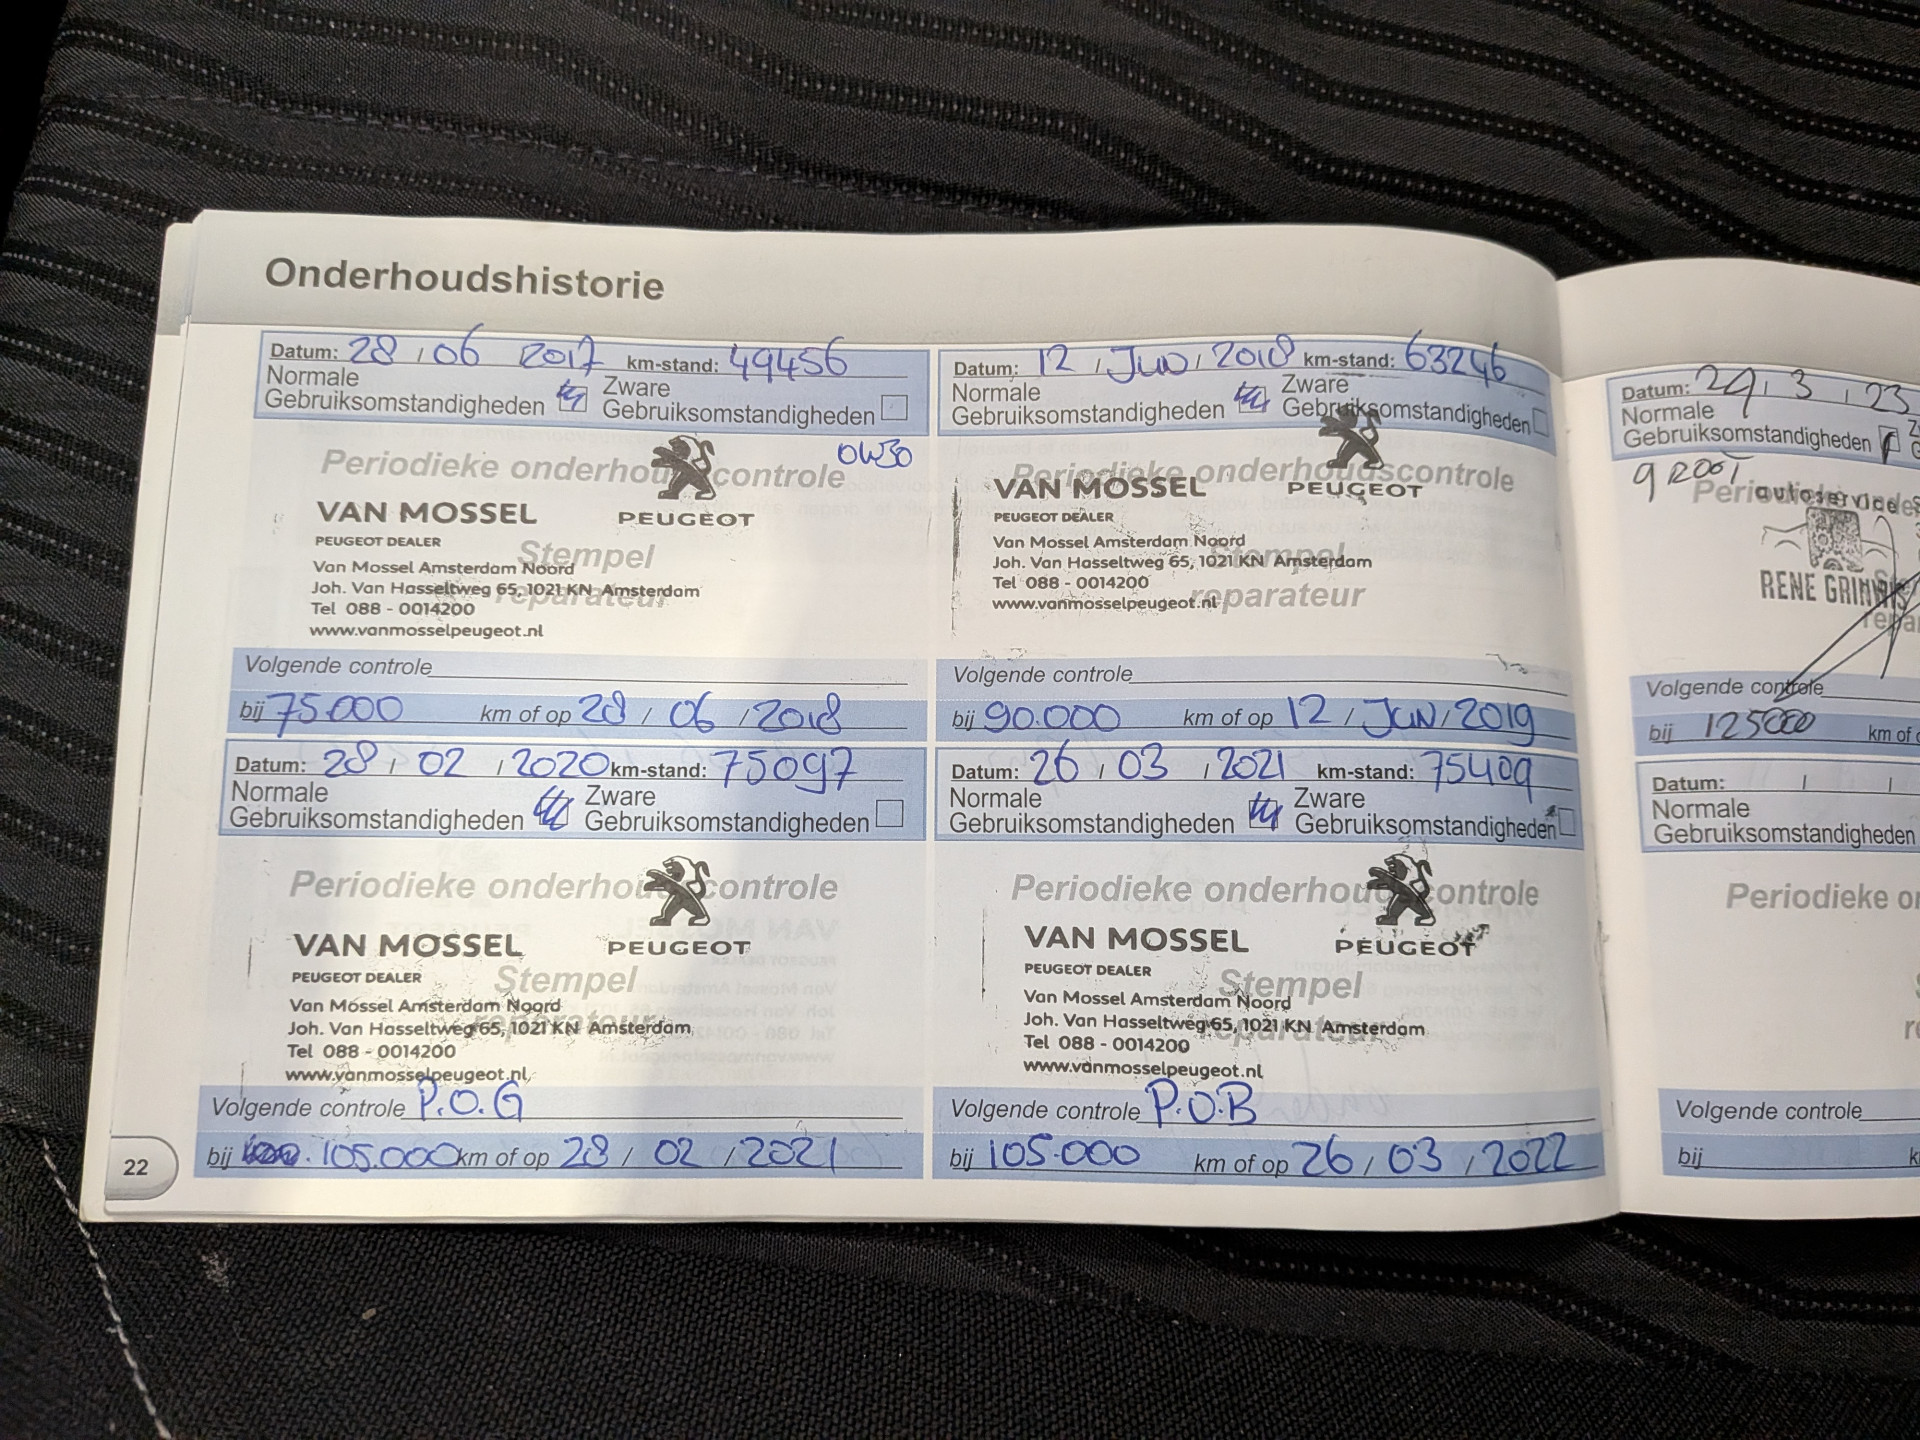 Onderhoudshistorie
Datum: 28 / 06 2017 km-stand: 49456
Normale
Gebruiksomstandigheden
Zware
Gebruiksomstandigheden
0W30
Periodieke onderhoudscontrole
VAN MOSSEL
PEUGEOT
PEUGEOT DEALER
Stempel
Van Mossel Amsterdam Noord
Joh. Van Hasseltweg 65, 1021 KN Amsterdam
reparateur
Tel 088 - 0014200
www.vanmosselpeugeot.nl
Volgende controle
bij 75.000 km of op 28 / 06 / 2018
Datum: 12 / Jun / 2018 km-stand: 63246
Normale
Gebruiksomstandigheden
Zware
Gebruiksomstandigheden
Periodieke onderhoudscontrole
VAN MOSSEL
PEUGEOT
PEUGEOT DEALER
Van Mossel Amsterdam Noord
Stempel
Joh. Van Hasseltweg 65, 1021 KN Amsterdam
Tel 088 - 0014200
www.vanmosselpeugeot.nl
reparateur
Volgende controle
bij 90.000 km of op 12 / JUN / 2019
Datum: 28 / 02 / 2020 km-stand: 75097
Normale
Gebruiksomstandigheden
Zware
Gebruiksomstandigheden
Periodieke onderhoudscontrole
VAN MOSSEL
PEUGEOT
PEUGEOT DEALER
Stempel
Van Mossel Amsterdam Noord
reparateur
Joh. Van Hasseltweg 65, 1021 KN Amsterdam
Tel 088 - 0014200
www.vanmosselpeugeot.nl
Volgende controle P.O.G
bij 105.000 km of op 28 / 02 / 2021
Datum: 26 / 03 / 2021 km-stand: 75409
Normale
Gebruiksomstandigheden
Zware
Gebruiksomstandigheden
Periodieke onderhoudscontrole
VAN MOSSEL
PEUGEOT
PEUGEOT DEALER
Stempel
Van Mossel Amsterdam Noord
Joh. Van Hasseltweg 65, 1021 KN Amsterdam
reparateur
Tel 088 - 0014200
www.vanmosselpeugeot.nl
Volgende controle P.O.B
bij 105.000 km of op 26 / 03 / 2022
22
Datum: 29 / 3 / 23
Normale
Gebruiksomstandigheden
groot
autoservice
RENE
Volgende controle
bij 125000 km of
Datum: / /
Normale
Gebruiksomstandigheden
Periodieke
Volgende controle
bij